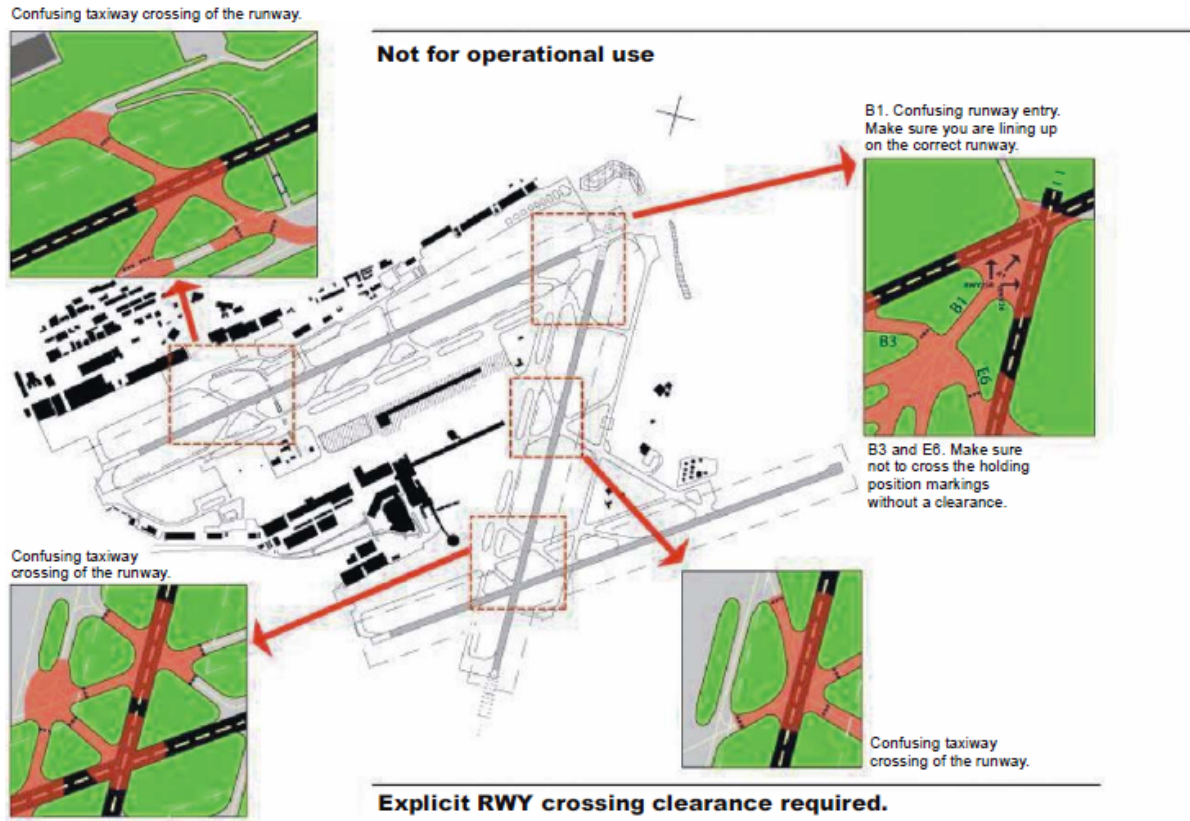 Confusing taxiway crossing of the runway.
Not for operational use
B1. Confusing runway entry.
Make sure you are lining up
on the correct runway.
B1
B3
E6
B3 and E6. Make sure
not to cross the holding
position markings
without a clearance.
Confusing taxiway
crossing of the runway.
Confusing taxiway
crossing of the runway.
Explicit RWY crossing clearance required.